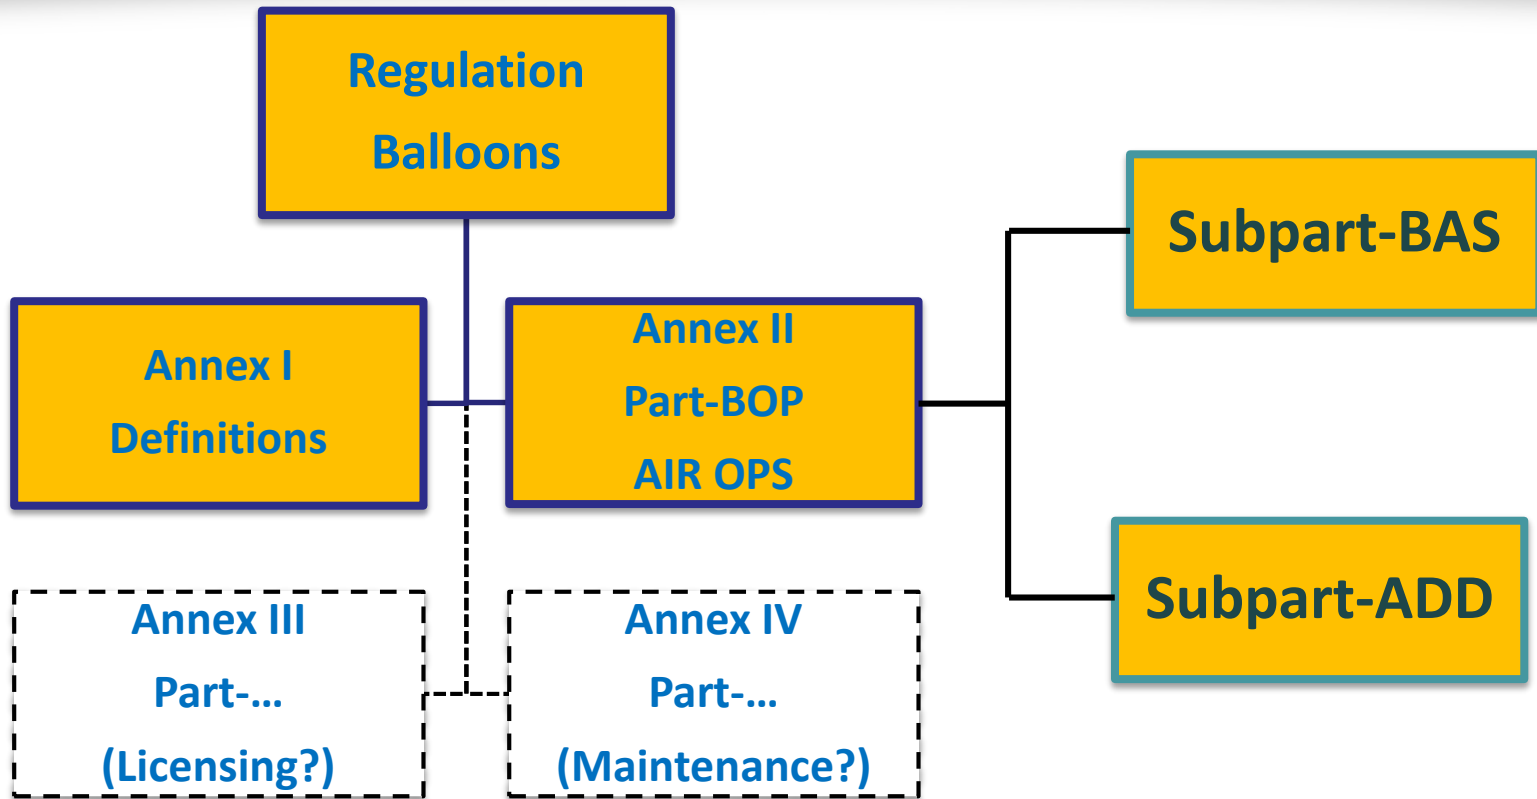 Regulation
Balloons
Annex I
Definitions
Annex II
Part-BOP
AIR OPS
Subpart-BAS
Subpart-ADD
Annex III
Part-…
(Licensing?)
Annex IV
Part-…
(Maintenance?)